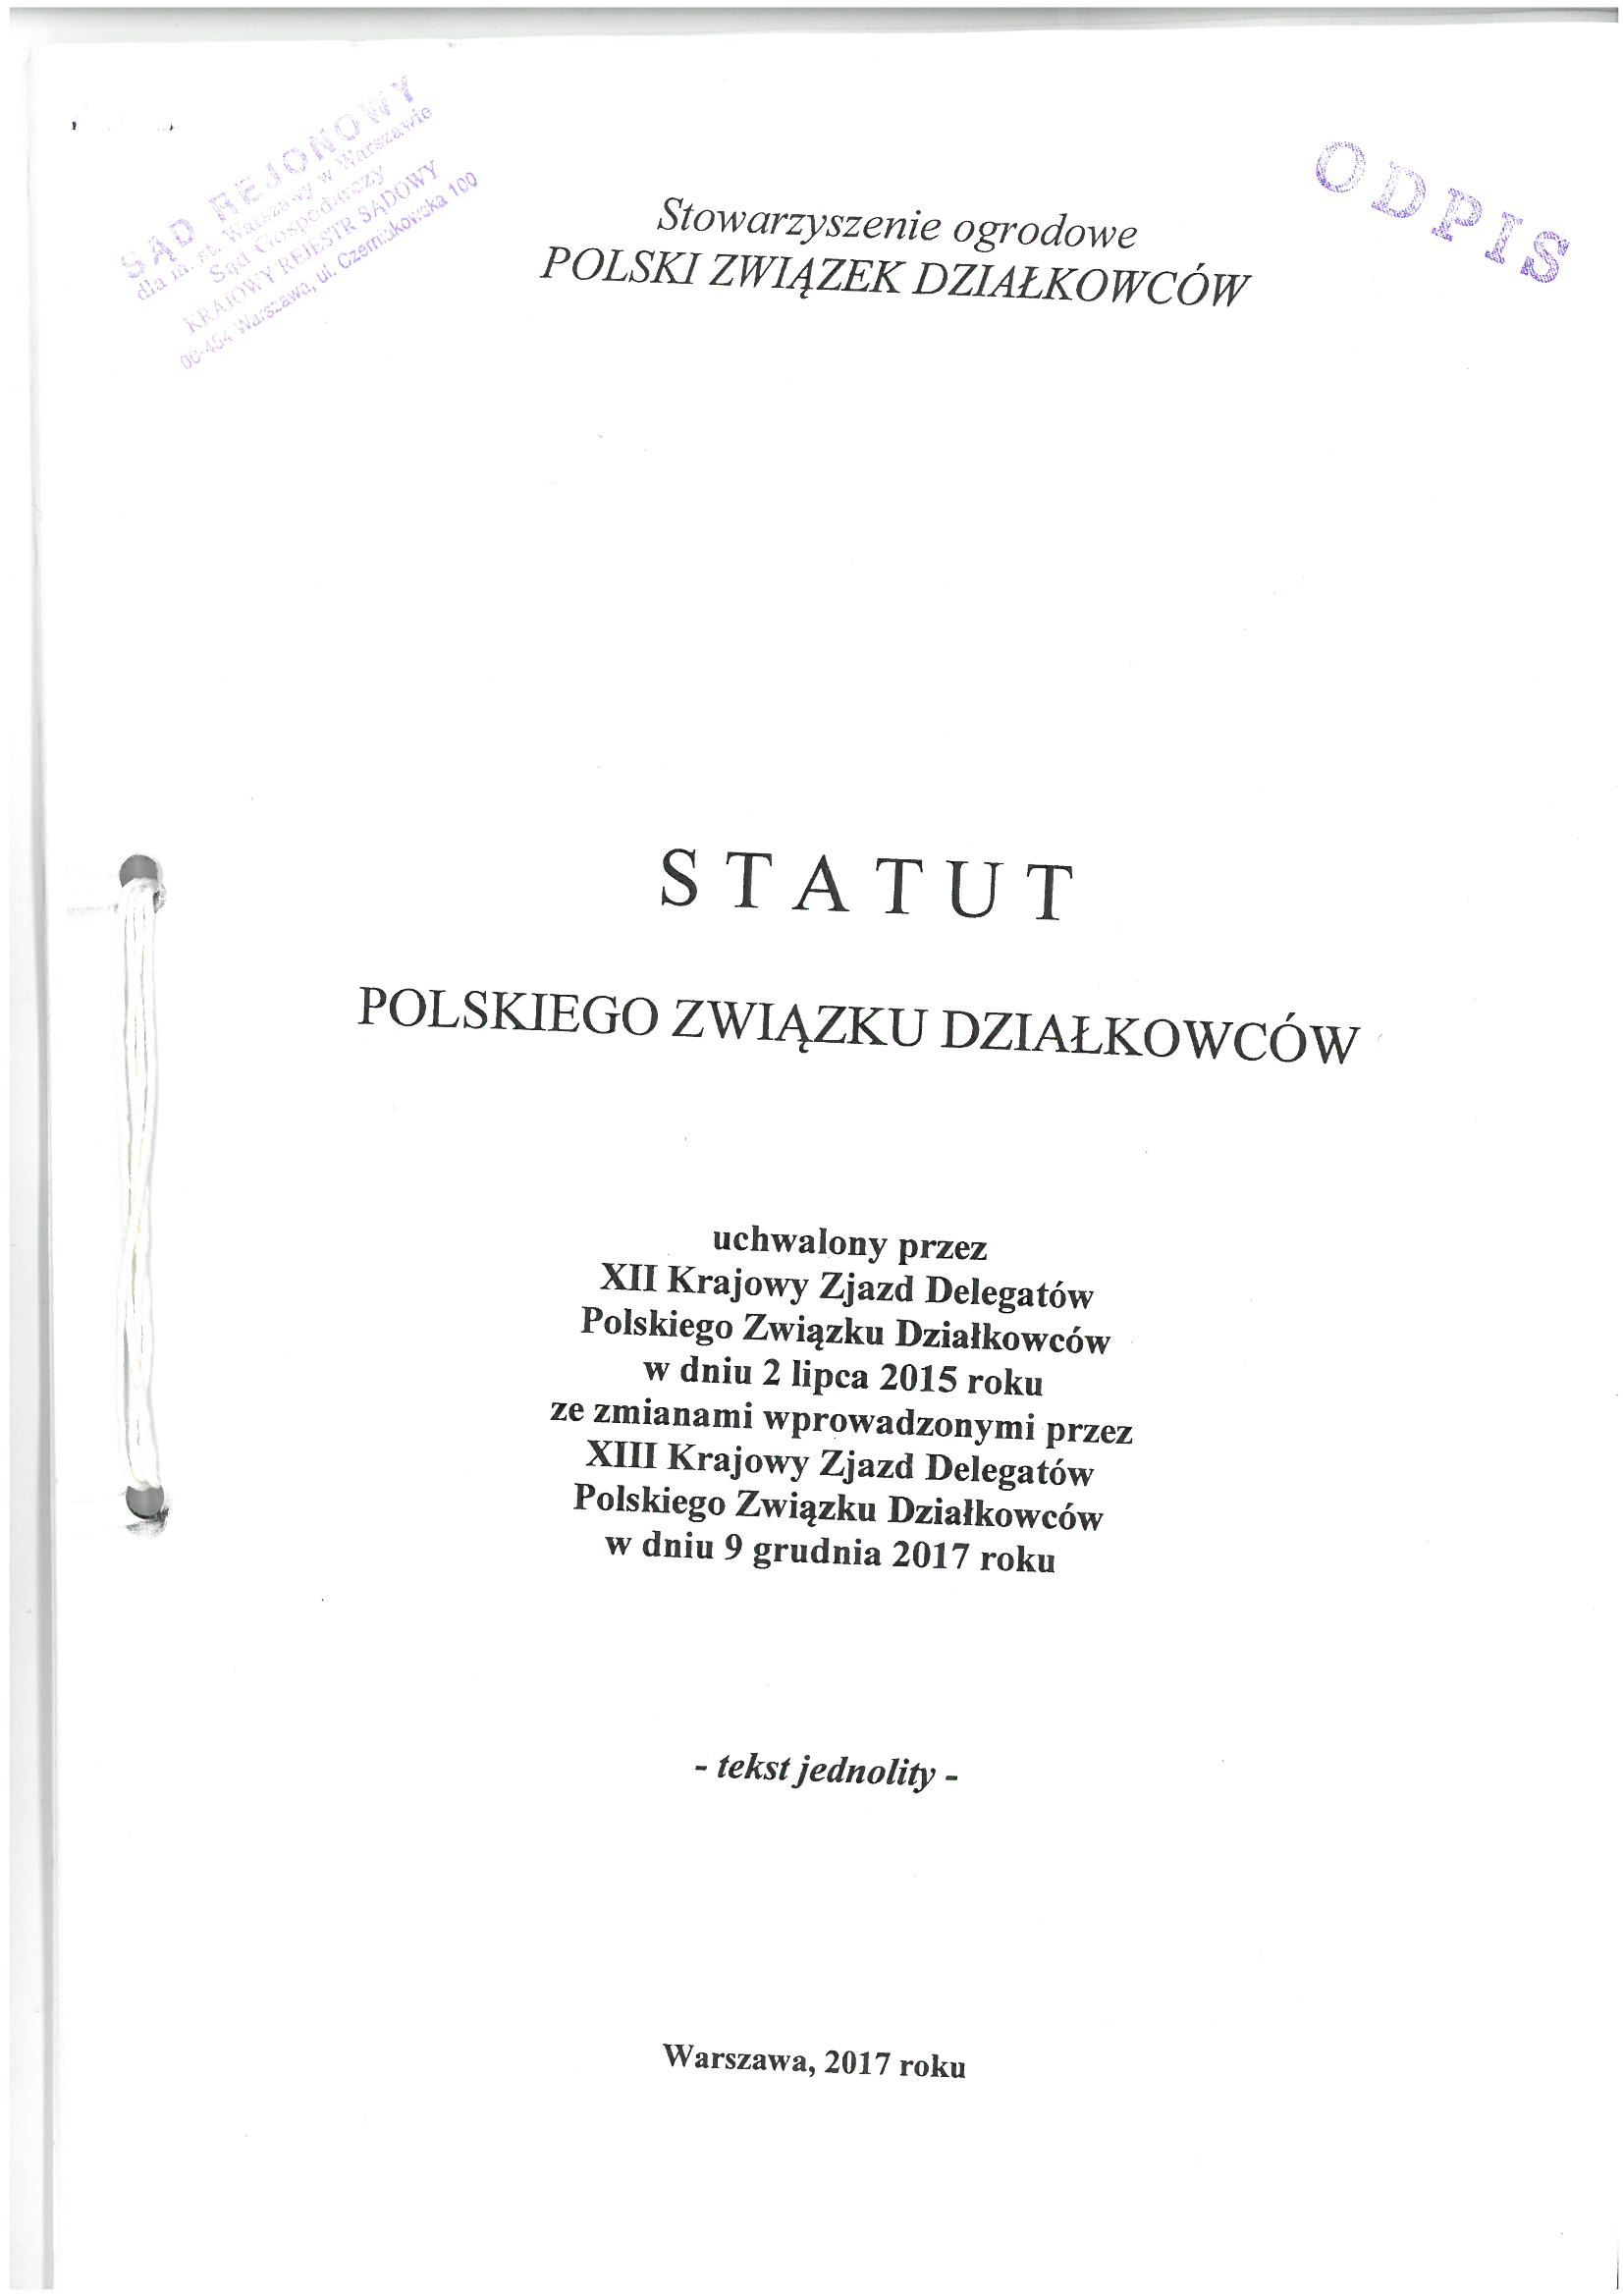 SĄD REJONOWY
dla m. st. Warszawy w Warszawie
Sąd Gospodarczy
KRAJOWY REJESTR SĄDOWY
00-454 Warszawa, ul. Czerniakowska 100
ODPIS
Stowarzyszenie ogrodowe
POLSKI ZWIĄZEK DZIAŁKOWCÓW
STATUT
POLSKIEGO ZWIĄZKU DZIAŁKOWCÓW
uchwalony przez
XII Krajowy Zjazd Delegatów
Polskiego Związku Działkowców
w dniu 2 lipca 2015 roku
ze zmianami wprowadzonymi przez
XIII Krajowy Zjazd Delegatów
Polskiego Związku Działkowców
w dniu 9 grudnia 2017 roku
- tekst jednolity -
Warszawa, 2017 roku